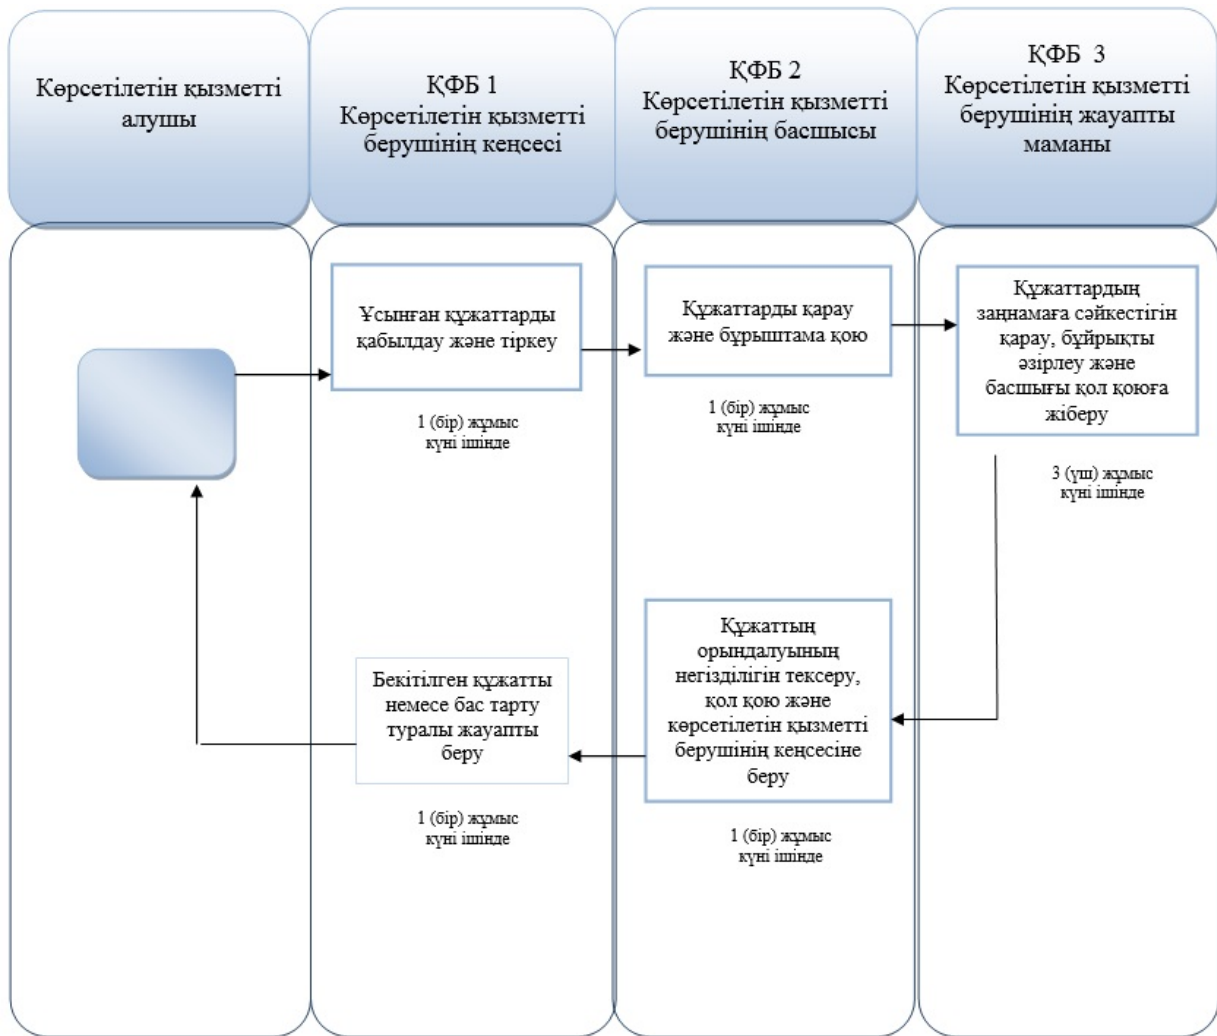 Көрсетілетін қызметті
алушы
ҚФБ 1
Көрсетілетін қызметті
берушінің кеңсесі
ҚФБ 2
Көрсетілетін қызметті
берушінің басшысы
ҚФБ 3
Көрсетілетін қызметті
берушінің жауапты
маманы
Ұсынған құжаттарды
қабылдау және тіркеу
1 (бір) жұмыс
күні ішінде
Құжаттарды қарау
және бұрыштама қою
1 (бір) жұмыс
күні ішінде
Құжаттардың
заңнамаға сәйкестігін
қарау, бұйрықты
әзірлеу және
басшығы қол қоюға
жіберу
3 (үш) жұмыс
күні ішінде
Құжаттың
орындалуының
негізділігін тексеру,
қол қою және
көрсетілетін қызметті
берушінің кеңсесіне
беру
1 (бір) жұмыс
күні ішінде
Бекітілген құжатты
немесе бас тарту
туралы жауапты
беру
1 (бір) жұмыс
күні ішінде